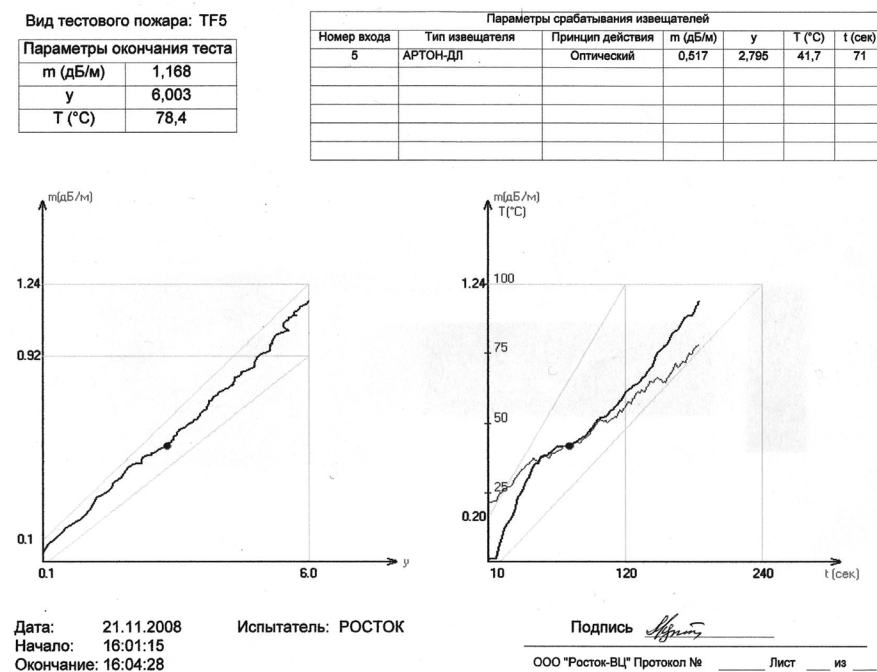 Вид тестового пожара: TF5
Параметры окончания теста
m (дБ/м) 1,168
y 6,003
T (°C) 78,4
Параметры срабатывания извещателей
Номер входа Тип извещателя Принцип действия m (дБ/м) y T (°C) t (сек)
5 АРТОН-ДЛ Оптический 0,517 2,795 41,7 71
m(дБ/м)
1.24
0.92
0.1
0.1 6.0 y
m(дБ/м)
T(°C)
1.24 100
75
50
25
0.20
10 120 240 t (сек)
Дата: 21.11.2008 Испытатель: РОСТОК Подпись
Начало: 16:01:15
Окончание: 16:04:28 ООО "Росток-ВЦ" Протокол № Лист из